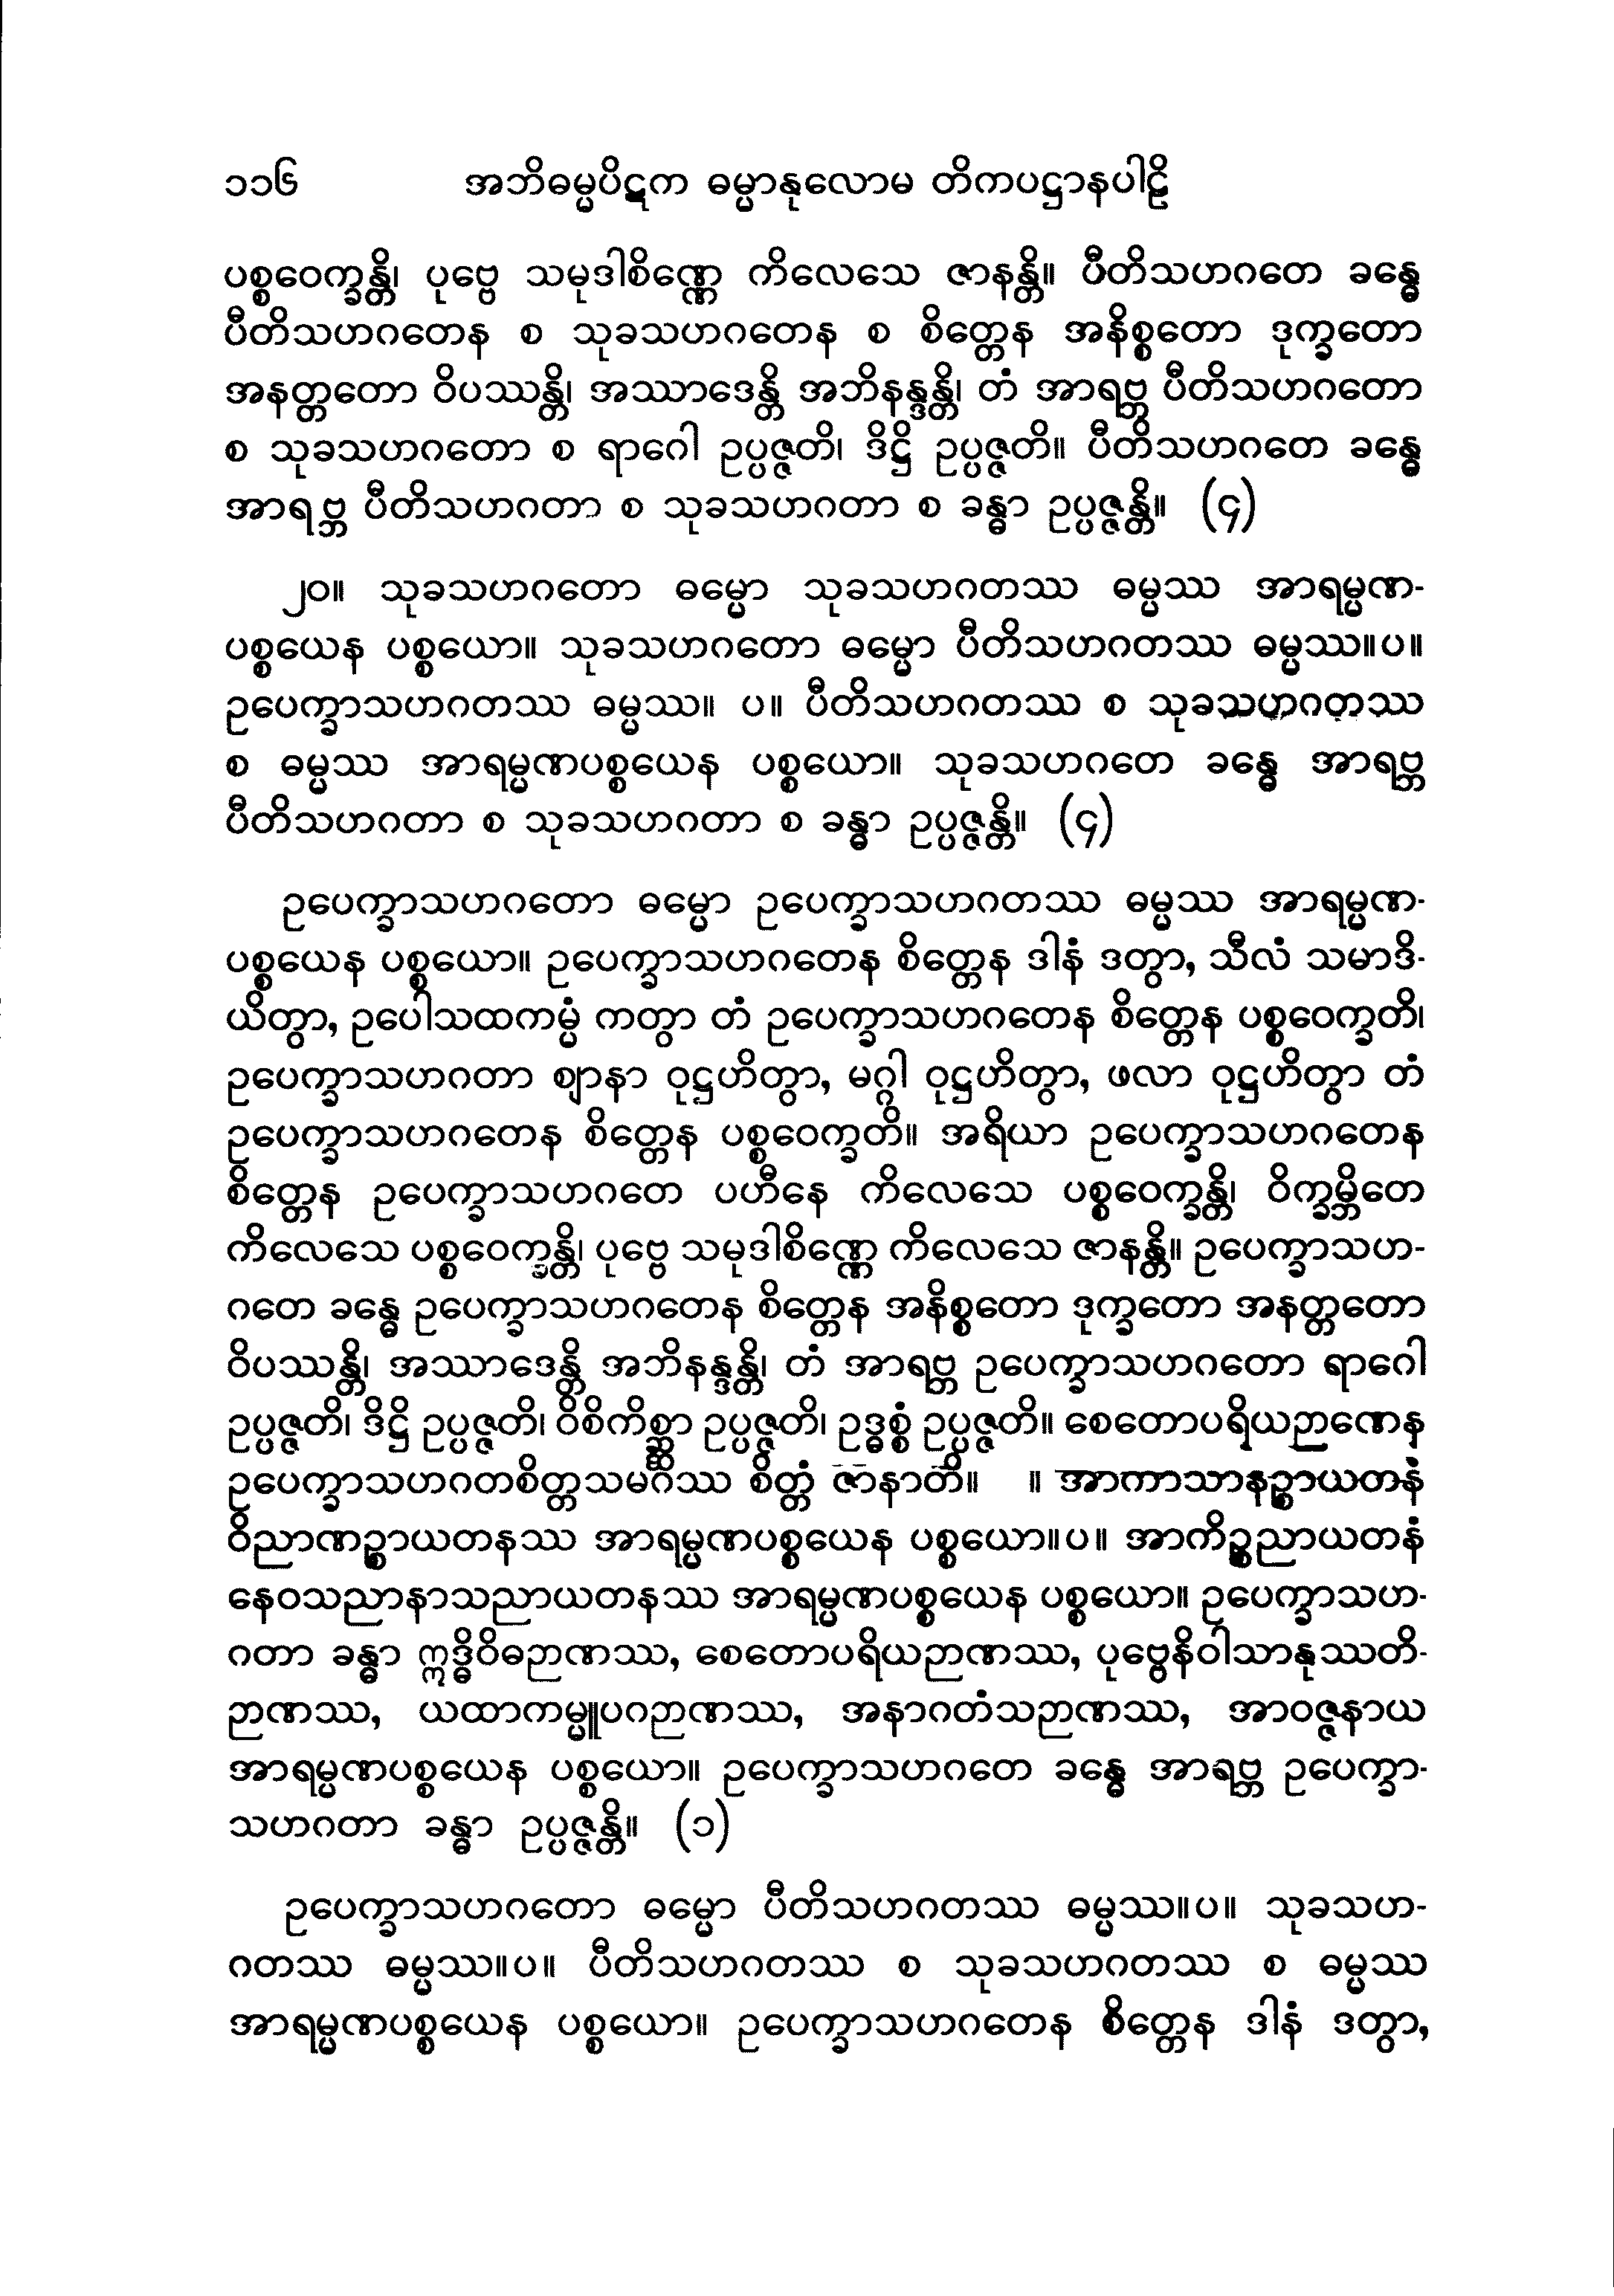 ၁၁၆ အဘိဓမ္မပိဋက ဓမ္မာနုလောမ တိကပဋ္ဌာနပါဠိ
ပစ္စဝေက္ခန္တိ၊ ပုဗ္ဗေ သမုဒါစိဏ္ဏေ ကိလေသေ ဇာနန္တိ။ ပီတိသဟဂတေ ခန္ဓေ
ပီတိသဟဂတေန စ သုခသဟဂတေန စ စိတ္တေန အနိစ္စတော ဒုက္ခတော
အနတ္တတော ဝိပဿန္တိ၊ အဿာဒေန္တိ အဘိနန္ဒန္တိ၊ တံ အာရဗ္ဘ ပီတိသဟဂတော
စ သုခသဟဂတော စ ရာဂေါ ဥပ္ပဇ္ဇတိ၊ ဒိဋ္ဌိ ဥပ္ပဇ္ဇတိ။ ပီတိသဟဂတေ ခန္ဓေ
အာရဗ္ဘ ပီတိသဟဂတာ စ သုခသဟဂတာ စ ခန္ဓာ ဥပ္ပဇ္ဇန္တိ။ (၄)
၂၀။ သုခသဟဂတော ဓမ္မော သုခသဟဂတဿ ဓမ္မဿ အာရမ္မဏ-
ပစ္စယေန ပစ္စယော။ သုခသဟဂတော ဓမ္မော ပီတိသဟဂတဿ ဓမ္မဿ။ပ။
ဥပေက္ခာသဟဂတဿ ဓမ္မဿ။ ပ။ ပီတိသဟဂတဿ စ သုခသဟဂတဿ
စ ဓမ္မဿ အာရမ္မဏပစ္စယေန ပစ္စယော။ သုခသဟဂတေ ခန္ဓေ အာရဗ္ဘ
ပီတိသဟဂတာ စ သုခသဟဂတာ စ ခန္ဓာ ဥပ္ပဇ္ဇန္တိ။ (၄)
ဥပေက္ခာသဟဂတော ဓမ္မော ဥပေက္ခာသဟဂတဿ ဓမ္မဿ အာရမ္မဏ-
ပစ္စယေန ပစ္စယော။ ဥပေက္ခာသဟဂတေန စိတ္တေန ဒါနံ ဒတွာ, သီလံ သမာဒိ-
ယိတွာ, ဥပေါသထကမ္မံ ကတွာ တံ ဥပေက္ခာသဟဂတေန စိတ္တေန ပစ္စဝေက္ခတိ၊
ဥပေက္ခာသဟဂတာ ဈာနာ ဝုဋ္ဌဟိတွာ, မဂ္ဂါ ဝုဋ္ဌဟိတွာ, ဖလာ ဝုဋ္ဌဟိတွာ တံ
ဥပေက္ခာသဟဂတေန စိတ္တေန ပစ္စဝေက္ခတိ။ အရိယာ ဥပေက္ခာသဟဂတေန
စိတ္တေန ဥပေက္ခာသဟဂတေ ပဟီနေ ကိလေသေ ပစ္စဝေက္ခန္တိ၊ ဝိက္ခမ္ဘိတေ
ကိလေသေ ပစ္စဝေက္ခန္တိ၊ ပုဗ္ဗေ သမုဒါစိဏ္ဏေ ကိလေသေ ဇာနန္တိ။ ဥပေက္ခာသဟ-
ဂတေ ခန္ဓေ ဥပေက္ခာသဟဂတေန စိတ္တေန အနိစ္စတော ဒုက္ခတော အနတ္တတော
ဝိပဿန္တိ၊ အဿာဒေန္တိ အဘိနန္ဒန္တိ၊ တံ အာရဗ္ဘ ဥပေက္ခာသဟဂတော ရာဂေါ
ဥပ္ပဇ္ဇတိ၊ ဒိဋ္ဌိ ဥပ္ပဇ္ဇတိ၊ ဝိစိကိစ္ဆာ ဥပ္ပဇ္ဇတိ၊ ဥဒ္ဓစ္စံ ဥပ္ပဇ္ဇတိ။ စေတောပရိယဉာဏေန
ဥပေက္ခာသဟဂတစိတ္တသမင်္ဂိဿ စိတ္တံ ဇာနာတိ။ ။ အာကာသာနဉ္စာယတနံ
ဝိညာဏဉ္စာယတနဿ အာရမ္မဏပစ္စယေန ပစ္စယော။ပ။ အာကိဉ္စညာယတနံ
နေဝသညာနာသညာယတနဿ အာရမ္မဏပစ္စယေန ပစ္စယော။ ဥပေက္ခာသဟ-
ဂတာ ခန္ဓာ ဣဒ္ဓိဝိဓဉာဏဿ, စေတောပရိယဉာဏဿ, ပုဗ္ဗေနိဝါသာနုဿတိ-
ဉာဏဿ, ယထာကမ္မူပဂဉာဏဿ, အနာဂတံသဉာဏဿ, အာဝဇ္ဇနာယ
အာရမ္မဏပစ္စယေန ပစ္စယော။ ဥပေက္ခာသဟဂတေ ခန္ဓေ အာရဗ္ဘ ဥပေက္ခာ-
သဟဂတာ ခန္ဓာ ဥပ္ပဇ္ဇန္တိ။ (၁)
ဥပေက္ခာသဟဂတော ဓမ္မော ပီတိသဟဂတဿ ဓမ္မဿ။ပ။ သုခသဟ-
ဂတဿ ဓမ္မဿ။ပ။ ပီတိသဟဂတဿ စ သုခသဟဂတဿ စ ဓမ္မဿ
အာရမ္မဏပစ္စယေန ပစ္စယော။ ဥပေက္ခာသဟဂတေန စိတ္တေန ဒါနံ ဒတွာ,